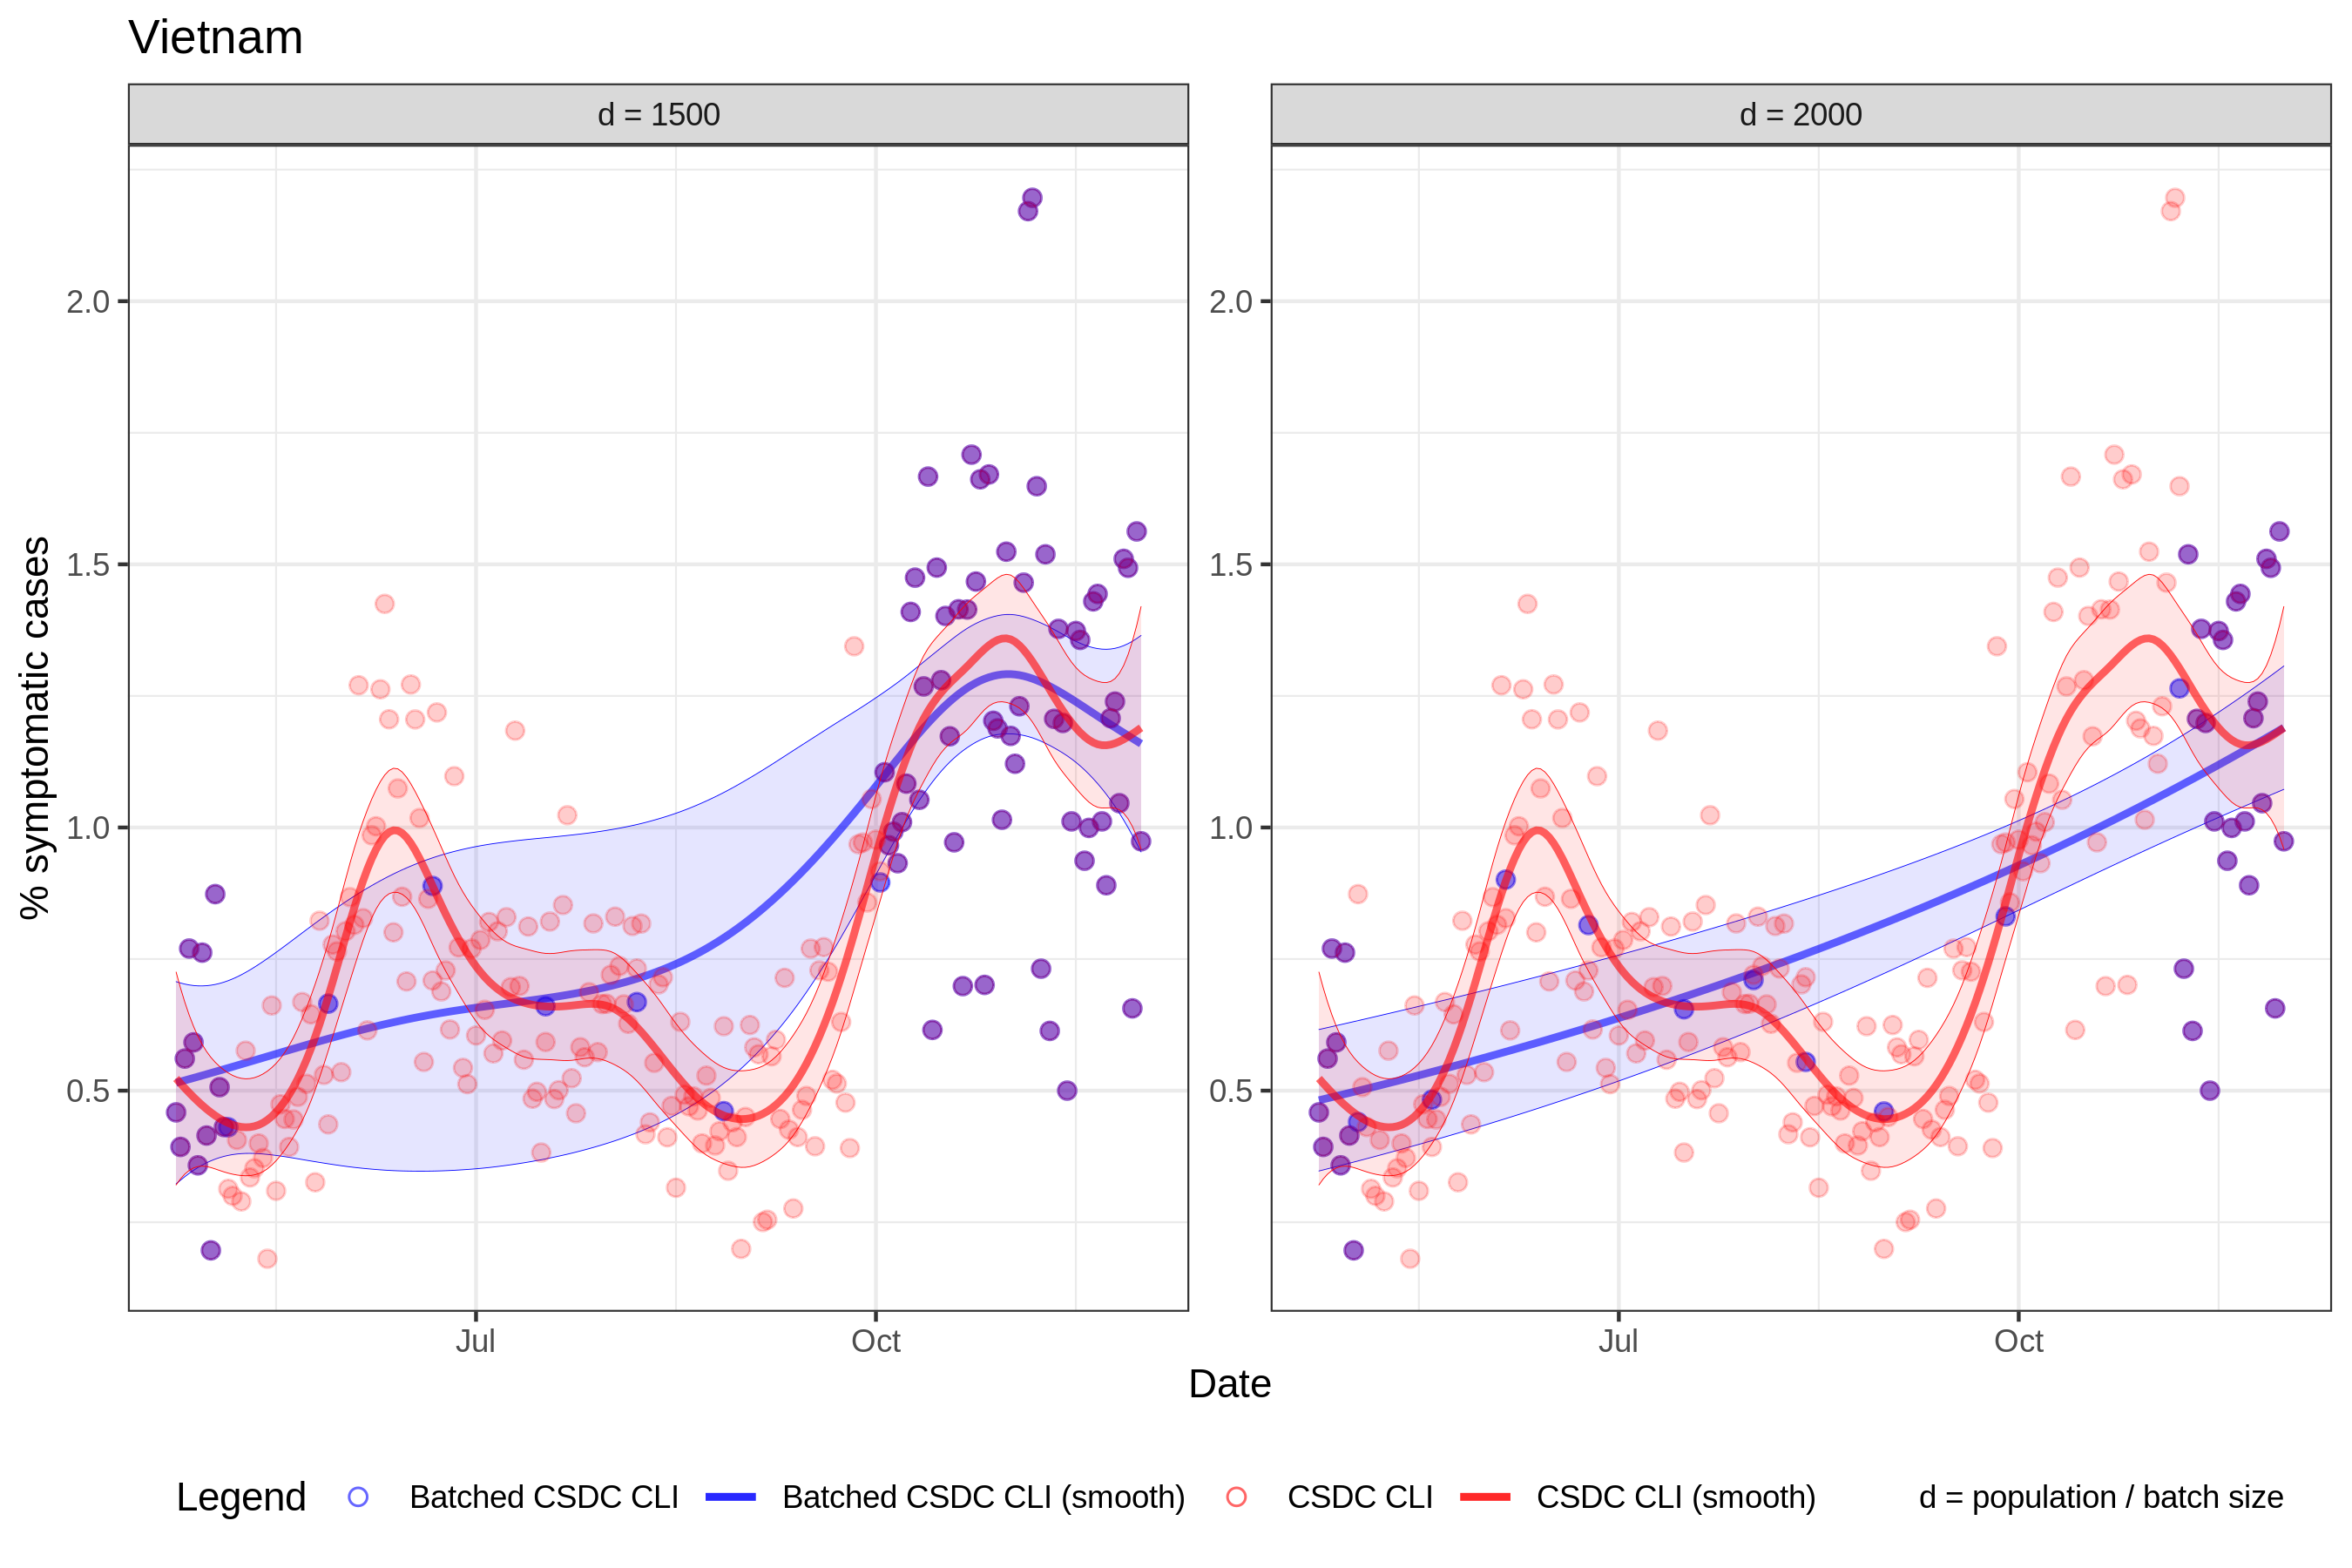 Vietnam
d = 1500
d = 2000
% symptomatic cases
2.0
1.5
1.0
0.5
2.0
1.5
1.0
0.5
Jul
Oct
Jul
Oct
Date
Legend
Batched CSDC CLI
Batched CSDC CLI (smooth)
CSDC CLI
CSDC CLI (smooth)
d = population / batch size